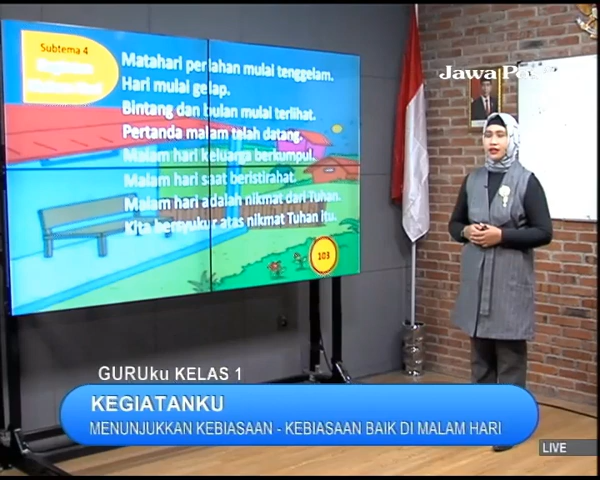 Subtema 4
Matahari perlahan mulai tenggelam.
Hari mulai gelap.
Bintang dan bulan mulai terlihat.
Pertanda malam telah datang.
Malam hari keluarga berkumpul.
Malam hari saat beristirahat.
Malam hari adalah nikmat dari Tuhan.
Kita bersyukur atas nikmat Tuhan itu.
103
Jawa
GURUku KELAS 1
KEGIATANKU
MENUNJUKKAN KEBIASAAN - KEBIASAAN BAIK DI MALAM HARI
LIVE